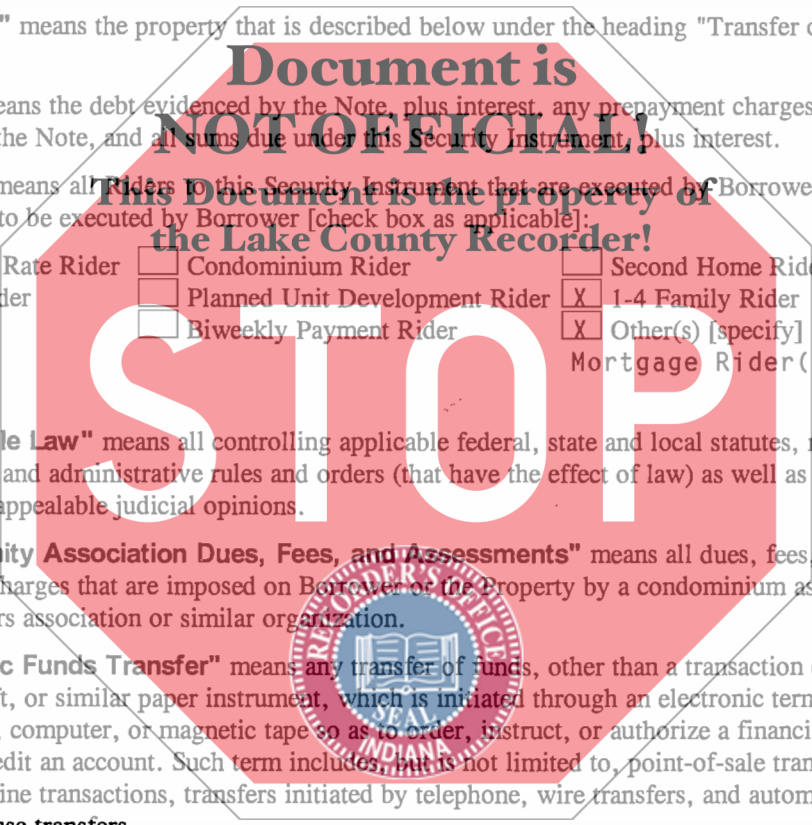 " means the property that is described below under the heading "Transfer o
Document is
eans the debt evidenced by the Note, plus interest, any prepayment charges
the Note, and all sums due under this Security Instrument, plus interest.
NOT OFFICIAL!
means all Riders to this Security Instrument that are executed by Borrowe
This Document is the property of
to be executed by Borrower [check box as applicable]:
the Lake County Recorder!
Rate Rider Condominium Rider Second Home Ride
der Planned Unit Development Rider X 1-4 Family Rider
Biweekly Payment Rider X Other(s) [specify]
Mortgage Rider(
STOP
le Law" means all controlling applicable federal, state and local statutes,
and administrative rules and orders (that have the effect of law) as well as
appealable judicial opinions.
ity Association Dues, Fees, and Assessments" means all dues, fees,
harges that are imposed on Borrower or the Property by a condominium as
rs association or similar organization.
RECORDER'S OFFICE
SEAL
INDIANA
c Funds Transfer" means any transfer of funds, other than a transaction
ft, or similar paper instrument, which is initiated through an electronic term
, computer, or magnetic tape so as to order, instruct, or authorize a financi
edit an account. Such term includes, but is not limited to, point-of-sale tran
ine transactions, transfers initiated by telephone, wire transfers, and autom
transfers